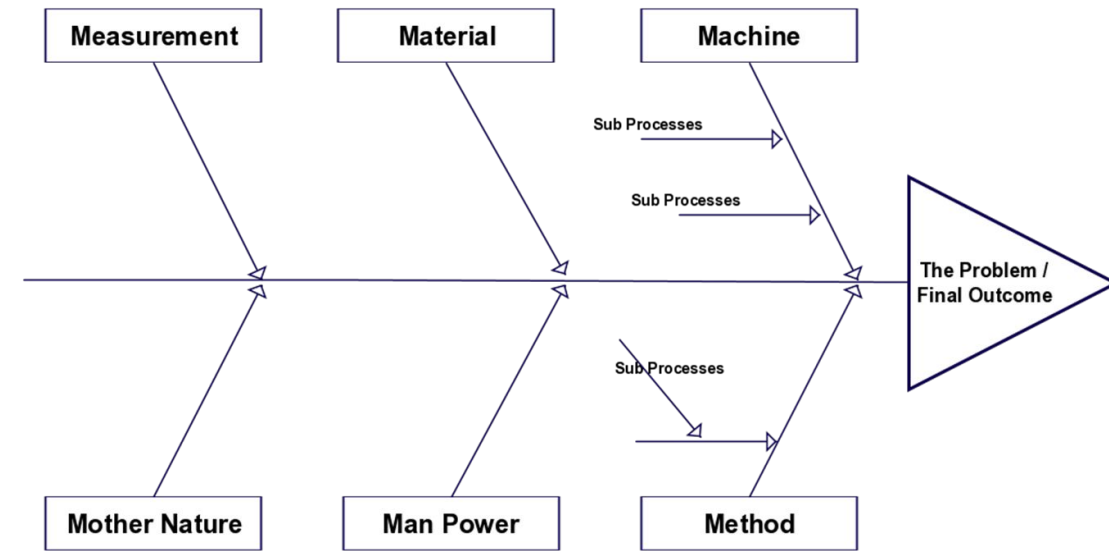 Measurement
Material
Machine
Sub Processes
Sub Processes
The Problem /
Final Outcome
Sub Processes
Mother Nature
Man Power
Method